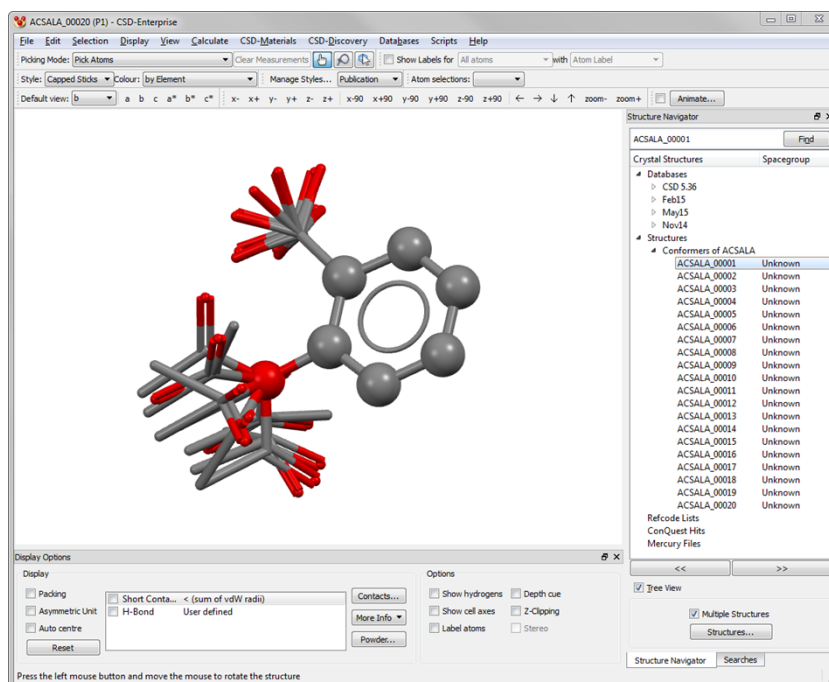 ACSALA_00020 (P1) - CSD-Enterprise
File Edit Selection Display View Calculate CSD-Materials CSD-Discovery Databases Scripts Help
Picking Mode: Pick Atoms Clear Measurements Show Labels for All atoms with Atom Label
Style: Capped Sticks Colour: by Element Manage Styles... Publication Atom selections:
Default view: b a b c a* b* c* x- x+ y- y+ z- z+ x-90 x+90 y-90 y+90 z-90 z+90 ← → ↓ ↑ zoom- zoom+ Animate...
Structure Navigator
ACSALA_00001 Find
Crystal Structures Spacegroup
Databases
CSD 5.36
Feb15
May15
Nov14
Structures
Conformers of ACSALA
ACSALA_00001 Unknown
ACSALA_00002 Unknown
ACSALA_00003 Unknown
ACSALA_00004 Unknown
ACSALA_00005 Unknown
ACSALA_00006 Unknown
ACSALA_00007 Unknown
ACSALA_00008 Unknown
ACSALA_00009 Unknown
ACSALA_00010 Unknown
ACSALA_00011 Unknown
ACSALA_00012 Unknown
ACSALA_00013 Unknown
ACSALA_00014 Unknown
ACSALA_00015 Unknown
ACSALA_00016 Unknown
ACSALA_00017 Unknown
ACSALA_00018 Unknown
ACSALA_00019 Unknown
ACSALA_00020 Unknown
Refcode Lists
ConQuest Hits
Mercury Files
<< >>
Tree View
Multiple Structures
Structures...
Structure Navigator Searches
Display Options
Display
Packing
Asymmetric Unit
Auto centre
Reset
Short Conta... < (sum of vdW radii)
H-Bond User defined
Contacts...
More Info
Powder...
Options
Show hydrogens Depth cue
Show cell axes Z-Clipping
Label atoms Stereo
Press the left mouse button and move the mouse to rotate the structure